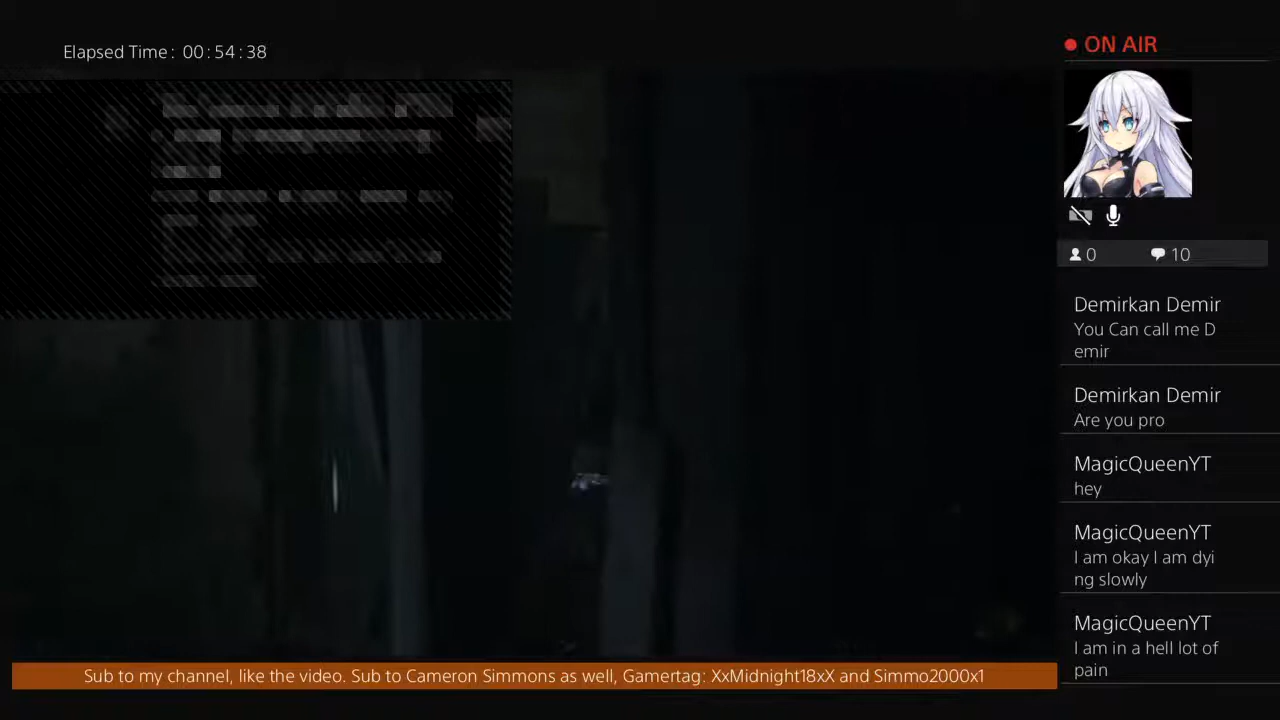 Elapsed Time: 00:54:38
ON AIR
0
10
Demirkan Demir
You Can call me D
emir
Demirkan Demir
Are you pro
MagicQueenYT
hey
MagicQueenYT
I am okay I am dyi
ng slowly
MagicQueenYT
I am in a hell lot of
pain
Sub to my channel, like the video. Sub to Cameron Simmons as well, Gamertag: XxMidnight18xX and Simmo2000x1